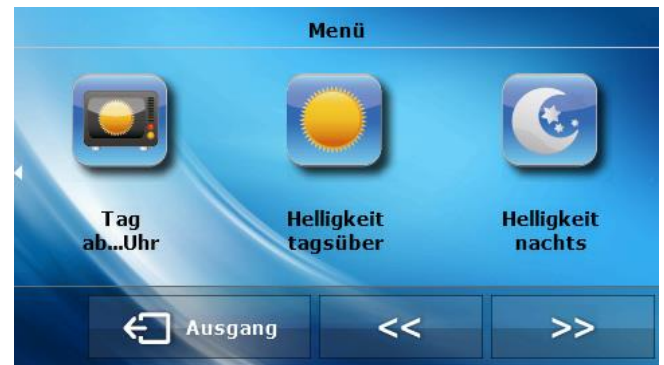 Menü
Tag
ab...Uhr
Helligkeit
tagsüber
Helligkeit
nachts
Ausgang
<<
>>